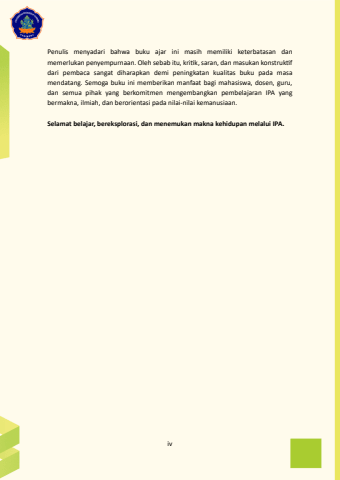 Penulis menyadari bahwa buku ajar ini masih memiliki keterbatasan dan
memerlukan penyempurnaan. Oleh sebab itu, kritik, saran, dan masukan konstruktif
dari pembaca sangat diharapkan demi peningkatan kualitas buku pada masa
mendatang. Semoga buku ini memberikan manfaat bagi mahasiswa, dosen, guru,
dan semua pihak yang berkomitmen mengembangkan pembelajaran IPA yang
bermakna, ilmiah, dan berorientasi pada nilai-nilai kemanusiaan.
Selamat belajar, bereksplorasi, dan menemukan makna kehidupan melalui IPA.
iv